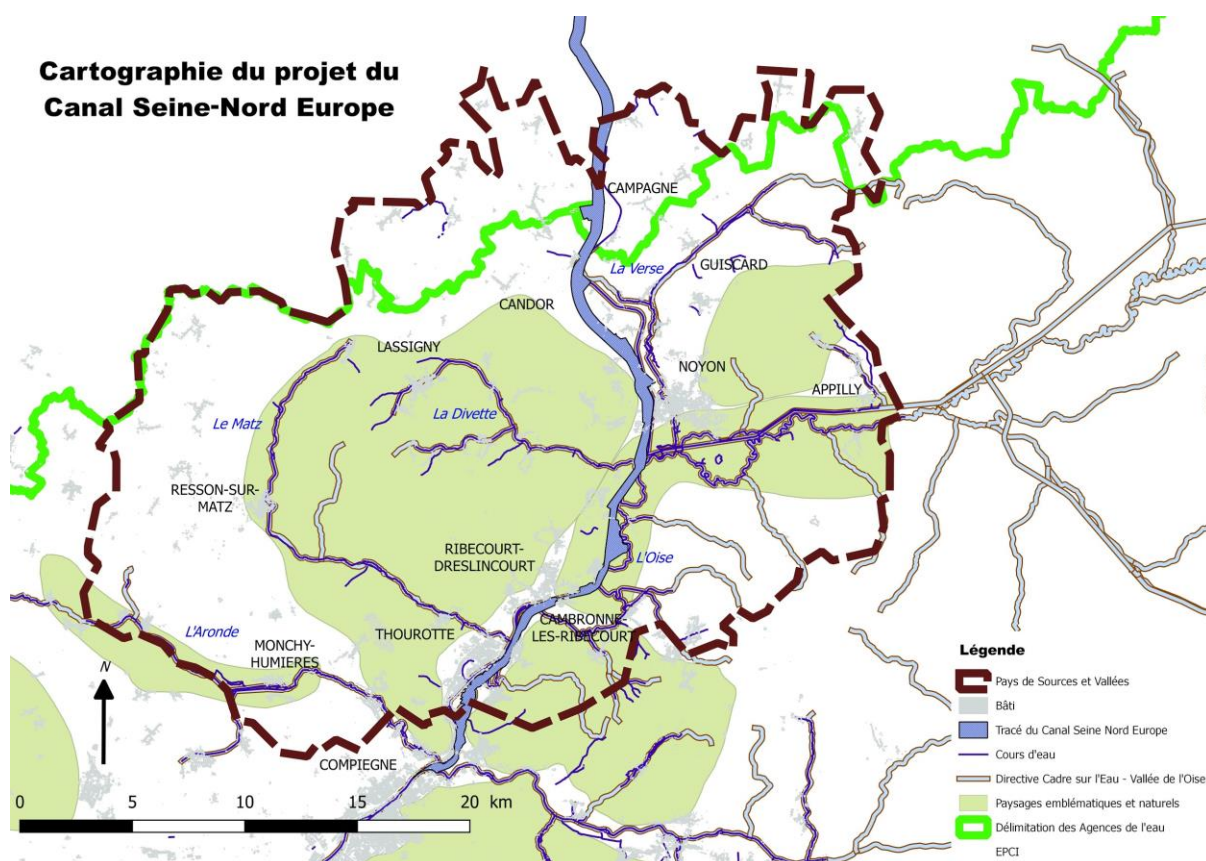 Cartographie du projet du
Canal Seine-Nord Europe
CAMPAGNE
La Verse
GUISCARD
CANDOR
LASSIGNY
NOYON
APPILLY
Le Matz
La Divette
RESSON-SUR-
MATZ
RIBECOURT-
DRESLINCOURT
L'Oise
CAMBRONNE-
LES-RIBECOURT
THOUROTTE
L'Aronde
MONCHY-
HUMIERES
N
COMPIEGNE
0 5 10 20 km
Légende
Pays de Sources et Vallées
Bâti
Tracé du Canal Seine Nord Europe
Cours d'eau
Directive Cadre sur l'Eau - Vallée de l'Oise
Paysages emblématiques et naturels
Délimitation des Agences de l'eau
EPCI